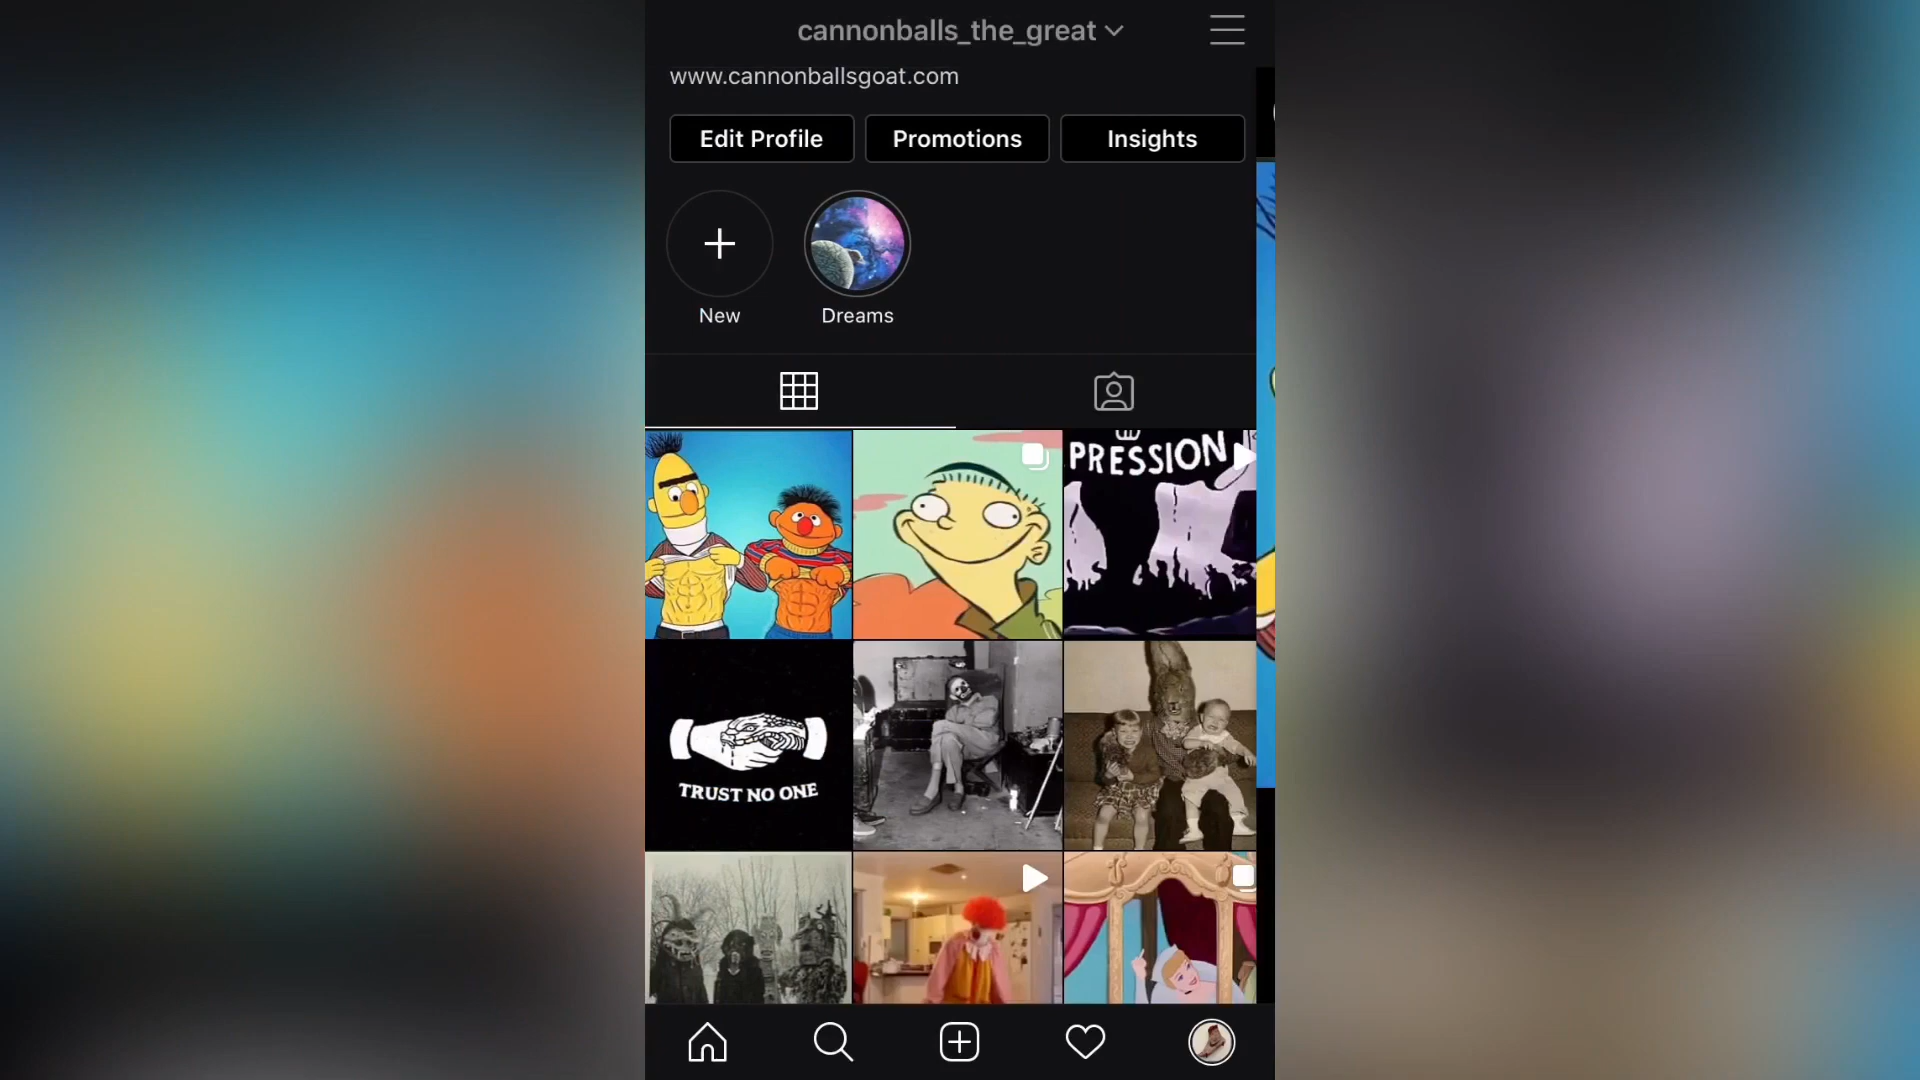 cannonballs_the_great
www.cannonballsgoat.com
Edit Profile
Promotions
Insights
New
Dreams
PRESSION
TRUST NO ONE